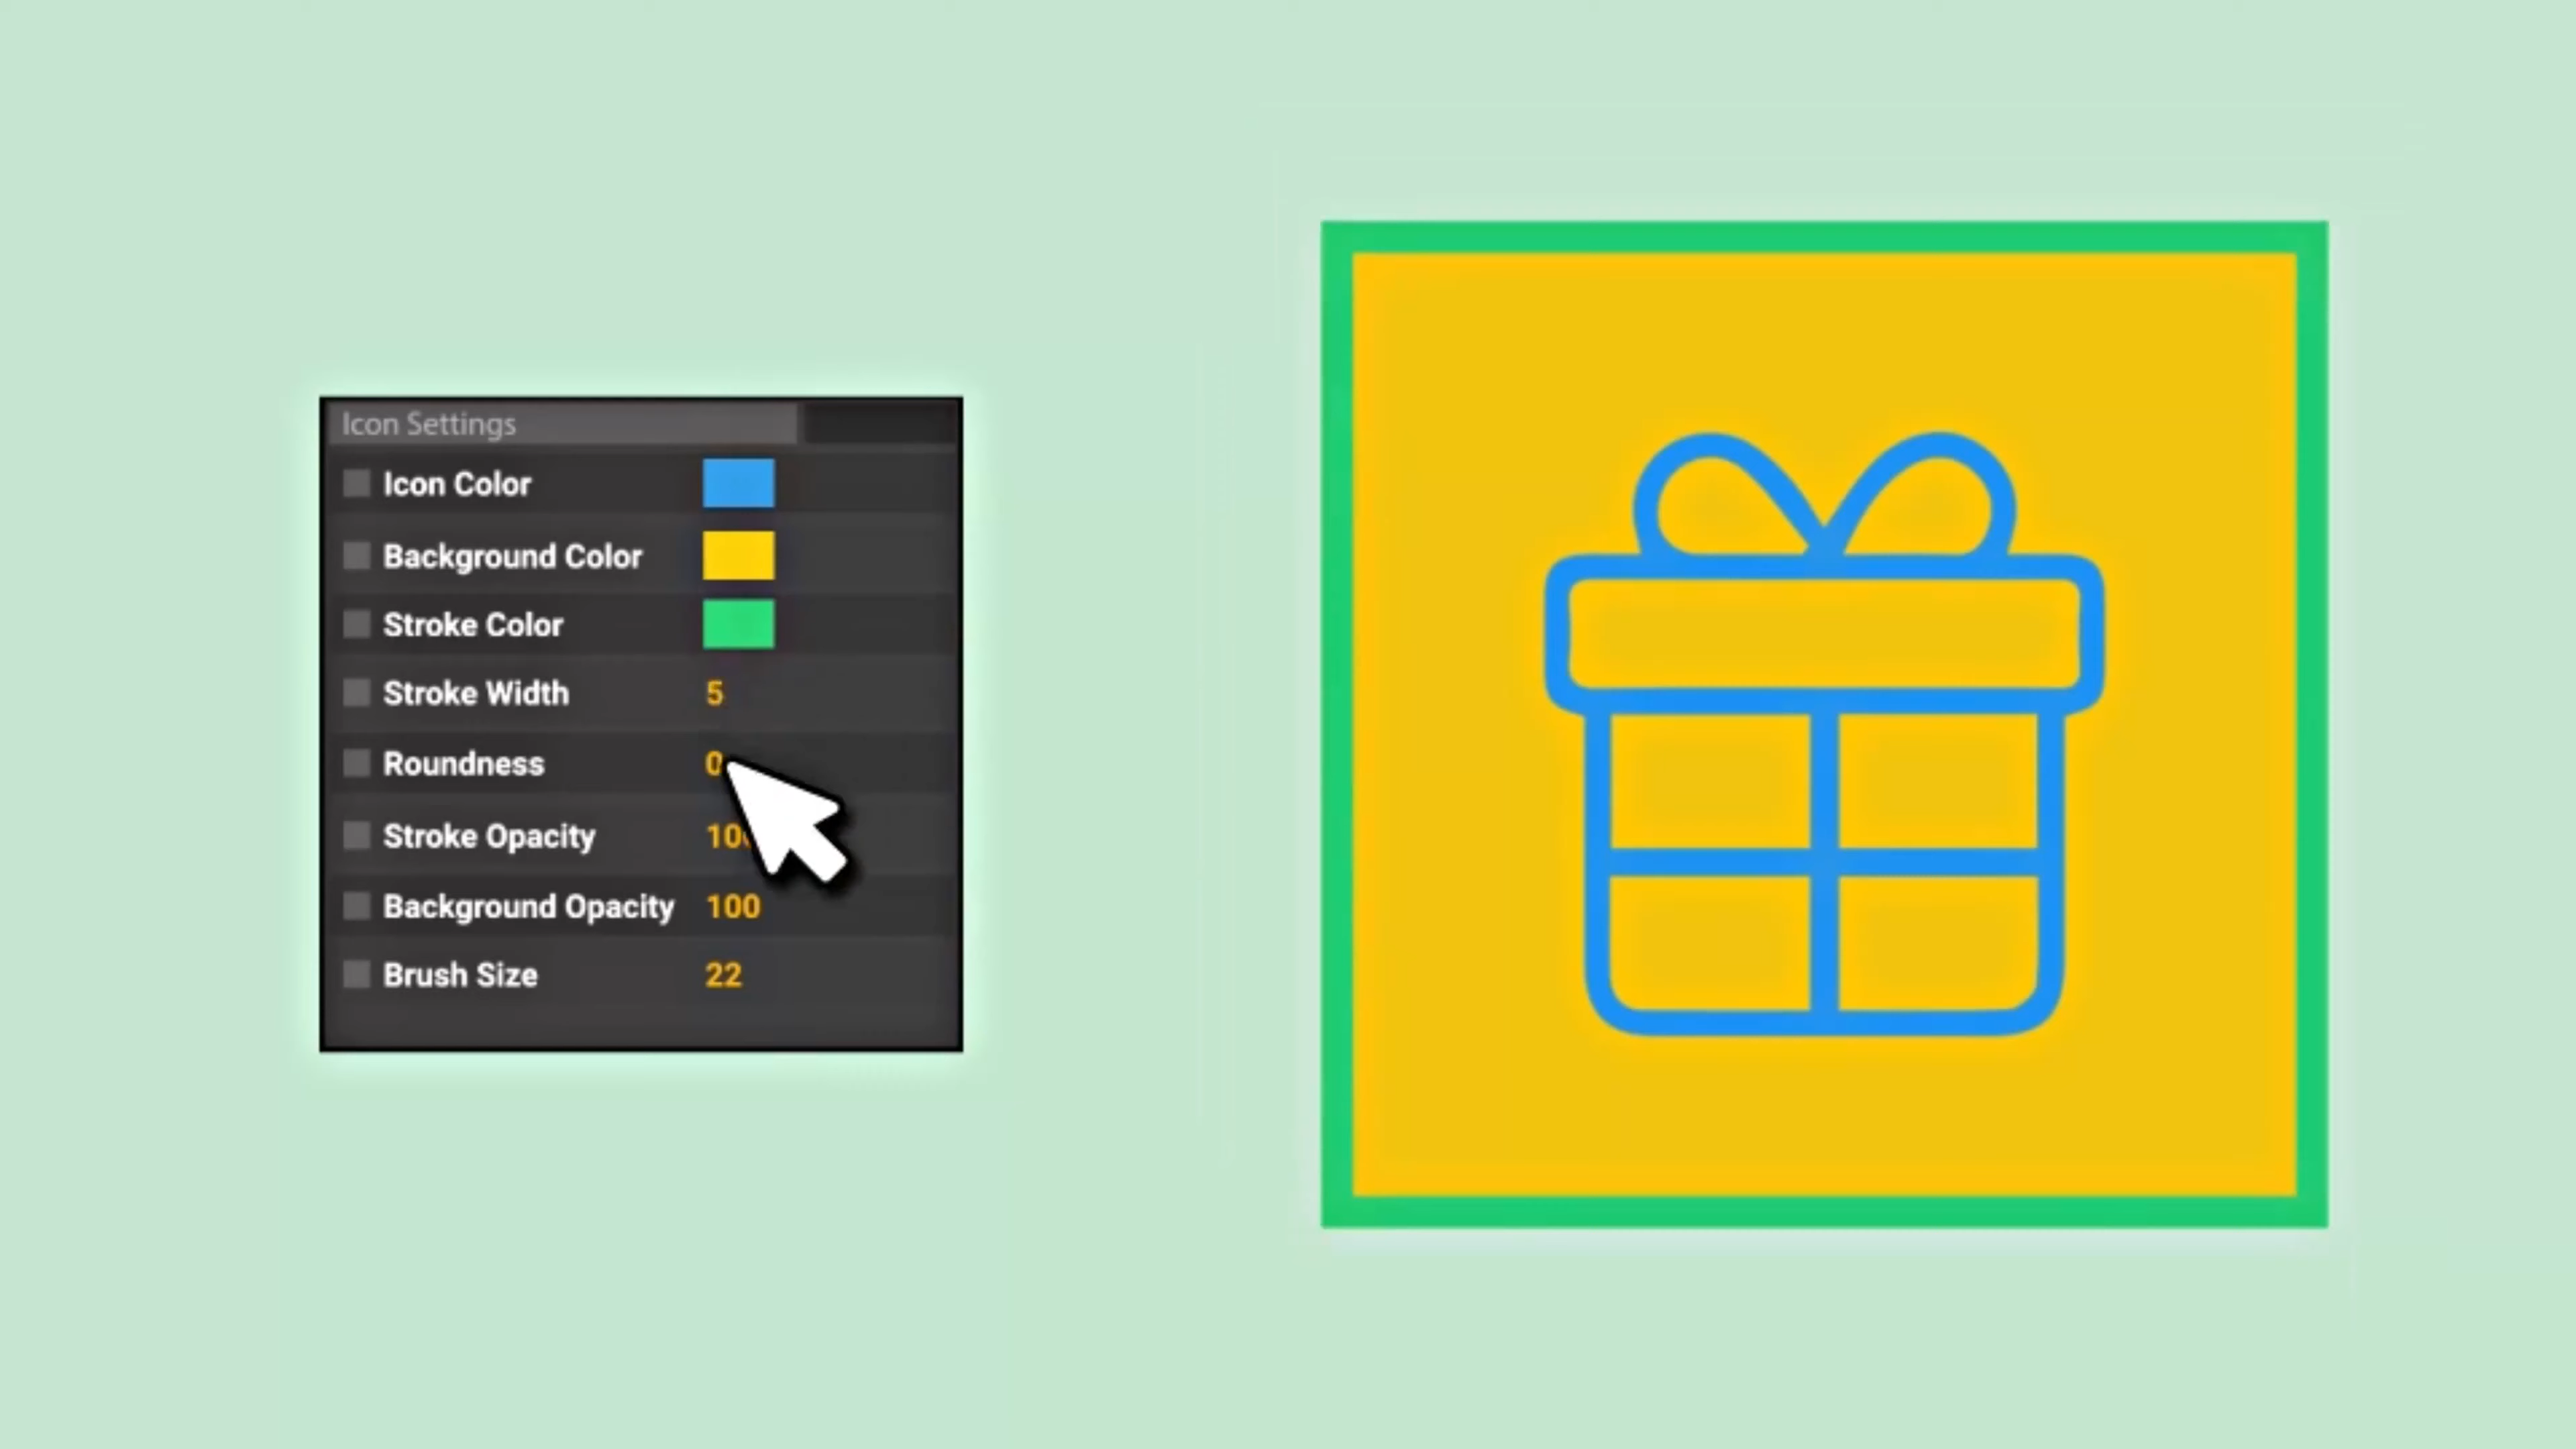 Icon Settings
Icon Color
Background Color
Stroke Color
Stroke Width 5
Roundness 0
Stroke Opacity
Background Opacity 100
Brush Size 22